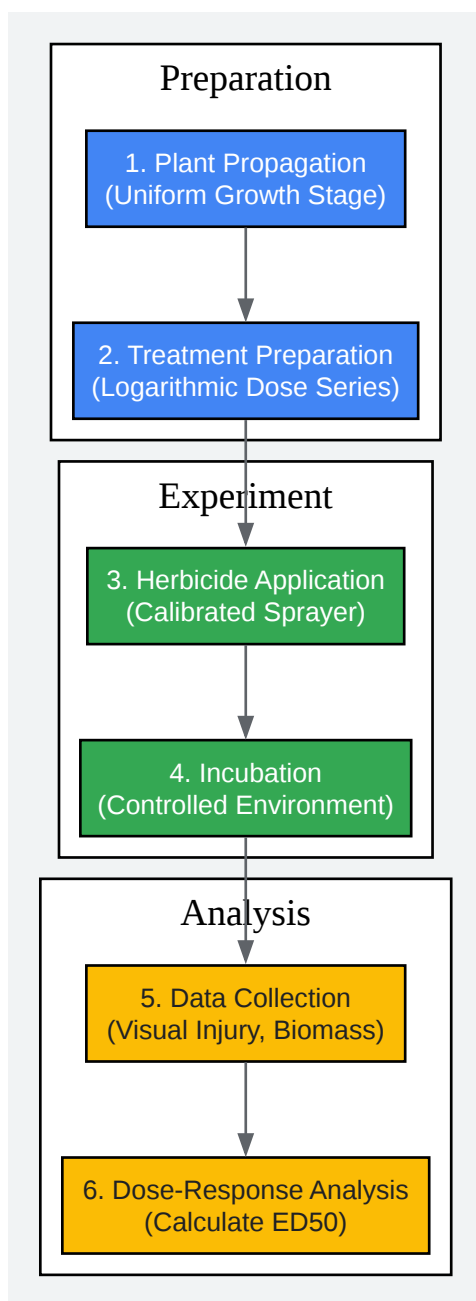 Preparation
1. Plant Propagation
(Uniform Growth Stage)
2. Treatment Preparation
(Logarithmic Dose Series)
Experiment
3. Herbicide Application
(Calibrated Sprayer)
4. Incubation
(Controlled Environment)
Analysis
5. Data Collection
(Visual Injury, Biomass)
6. Dose-Response Analysis
(Calculate ED50)